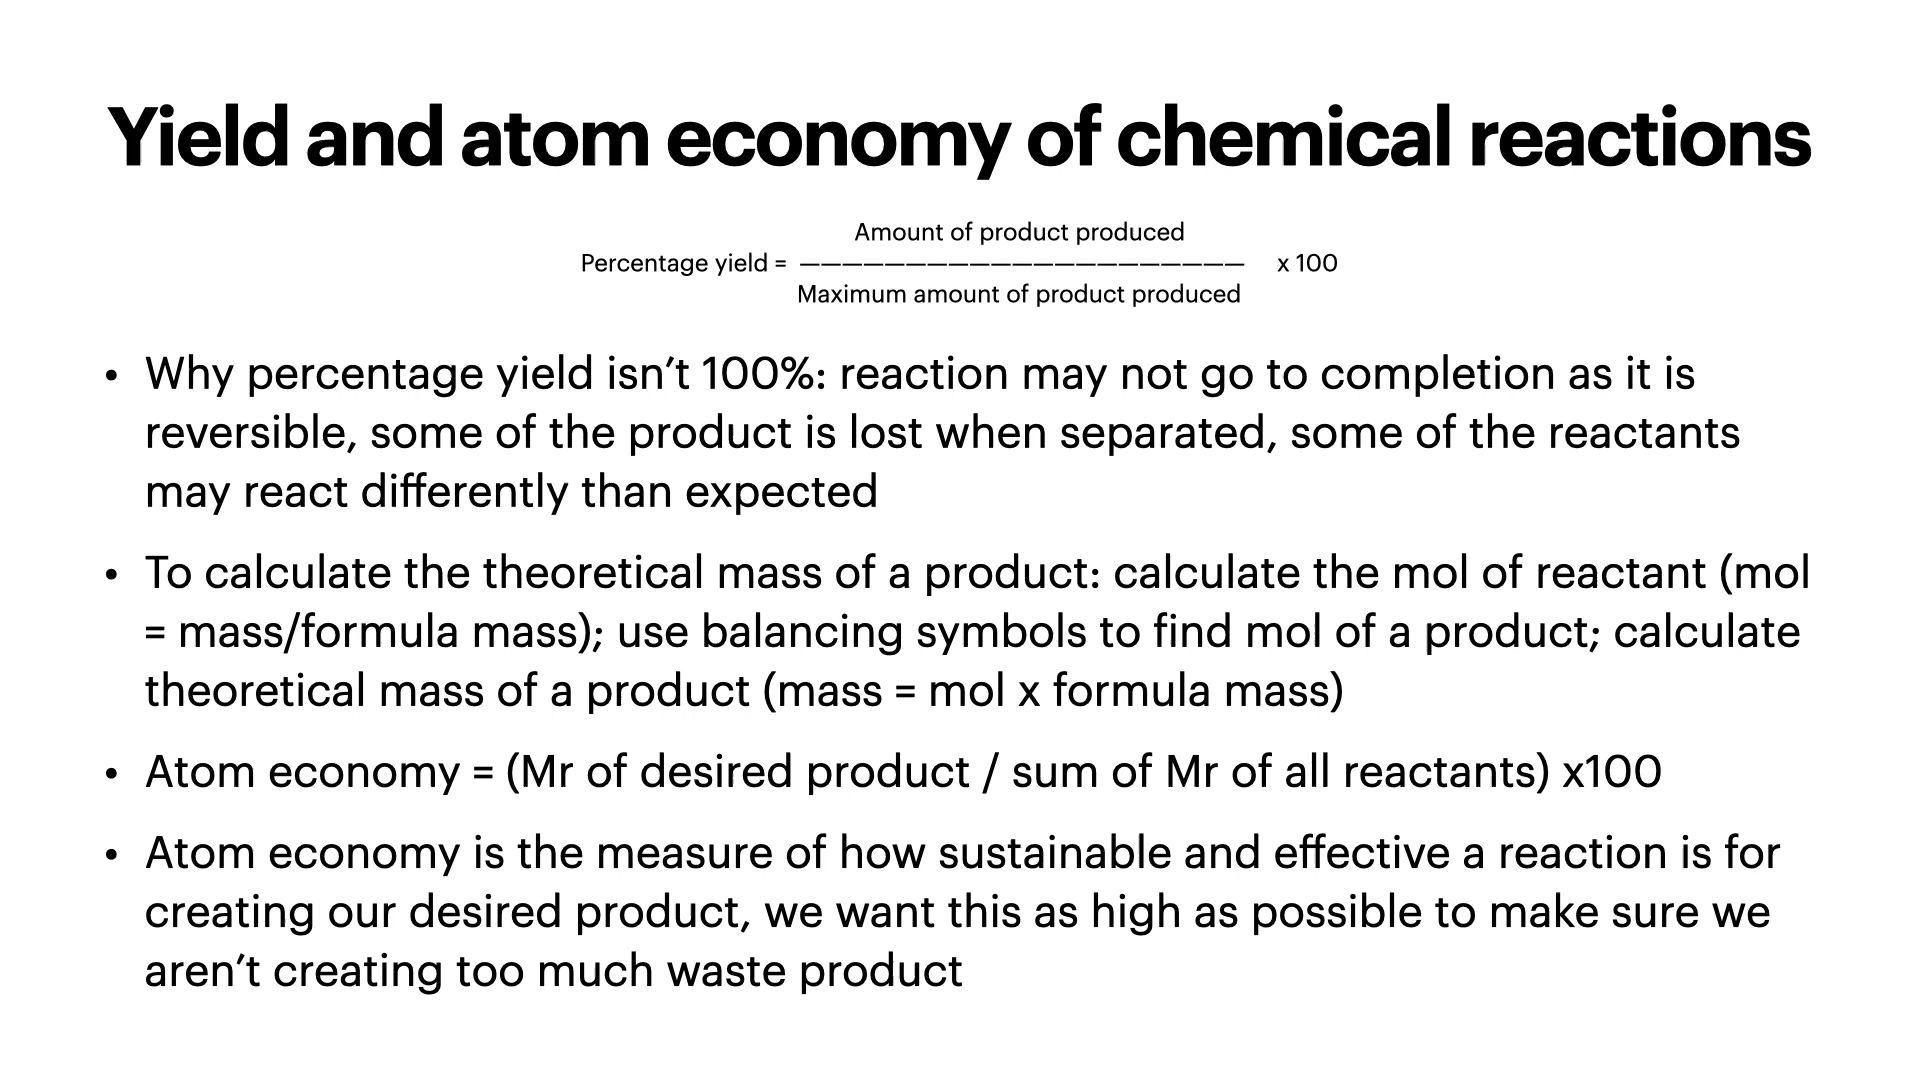 Yield and atom economy of chemical reactions
Amount of product produced
Percentage yield = ————————————————————— x 100
Maximum amount of product produced
• Why percentage yield isn’t 100%: reaction may not go to completion as it is
reversible, some of the product is lost when separated, some of the reactants
may react differently than expected
• To calculate the theoretical mass of a product: calculate the mol of reactant (mol
= mass/formula mass); use balancing symbols to find mol of a product; calculate
theoretical mass of a product (mass = mol x formula mass)
• Atom economy = (Mr of desired product / sum of Mr of all reactants) x100
• Atom economy is the measure of how sustainable and effective a reaction is for
creating our desired product, we want this as high as possible to make sure we
aren’t creating too much waste product